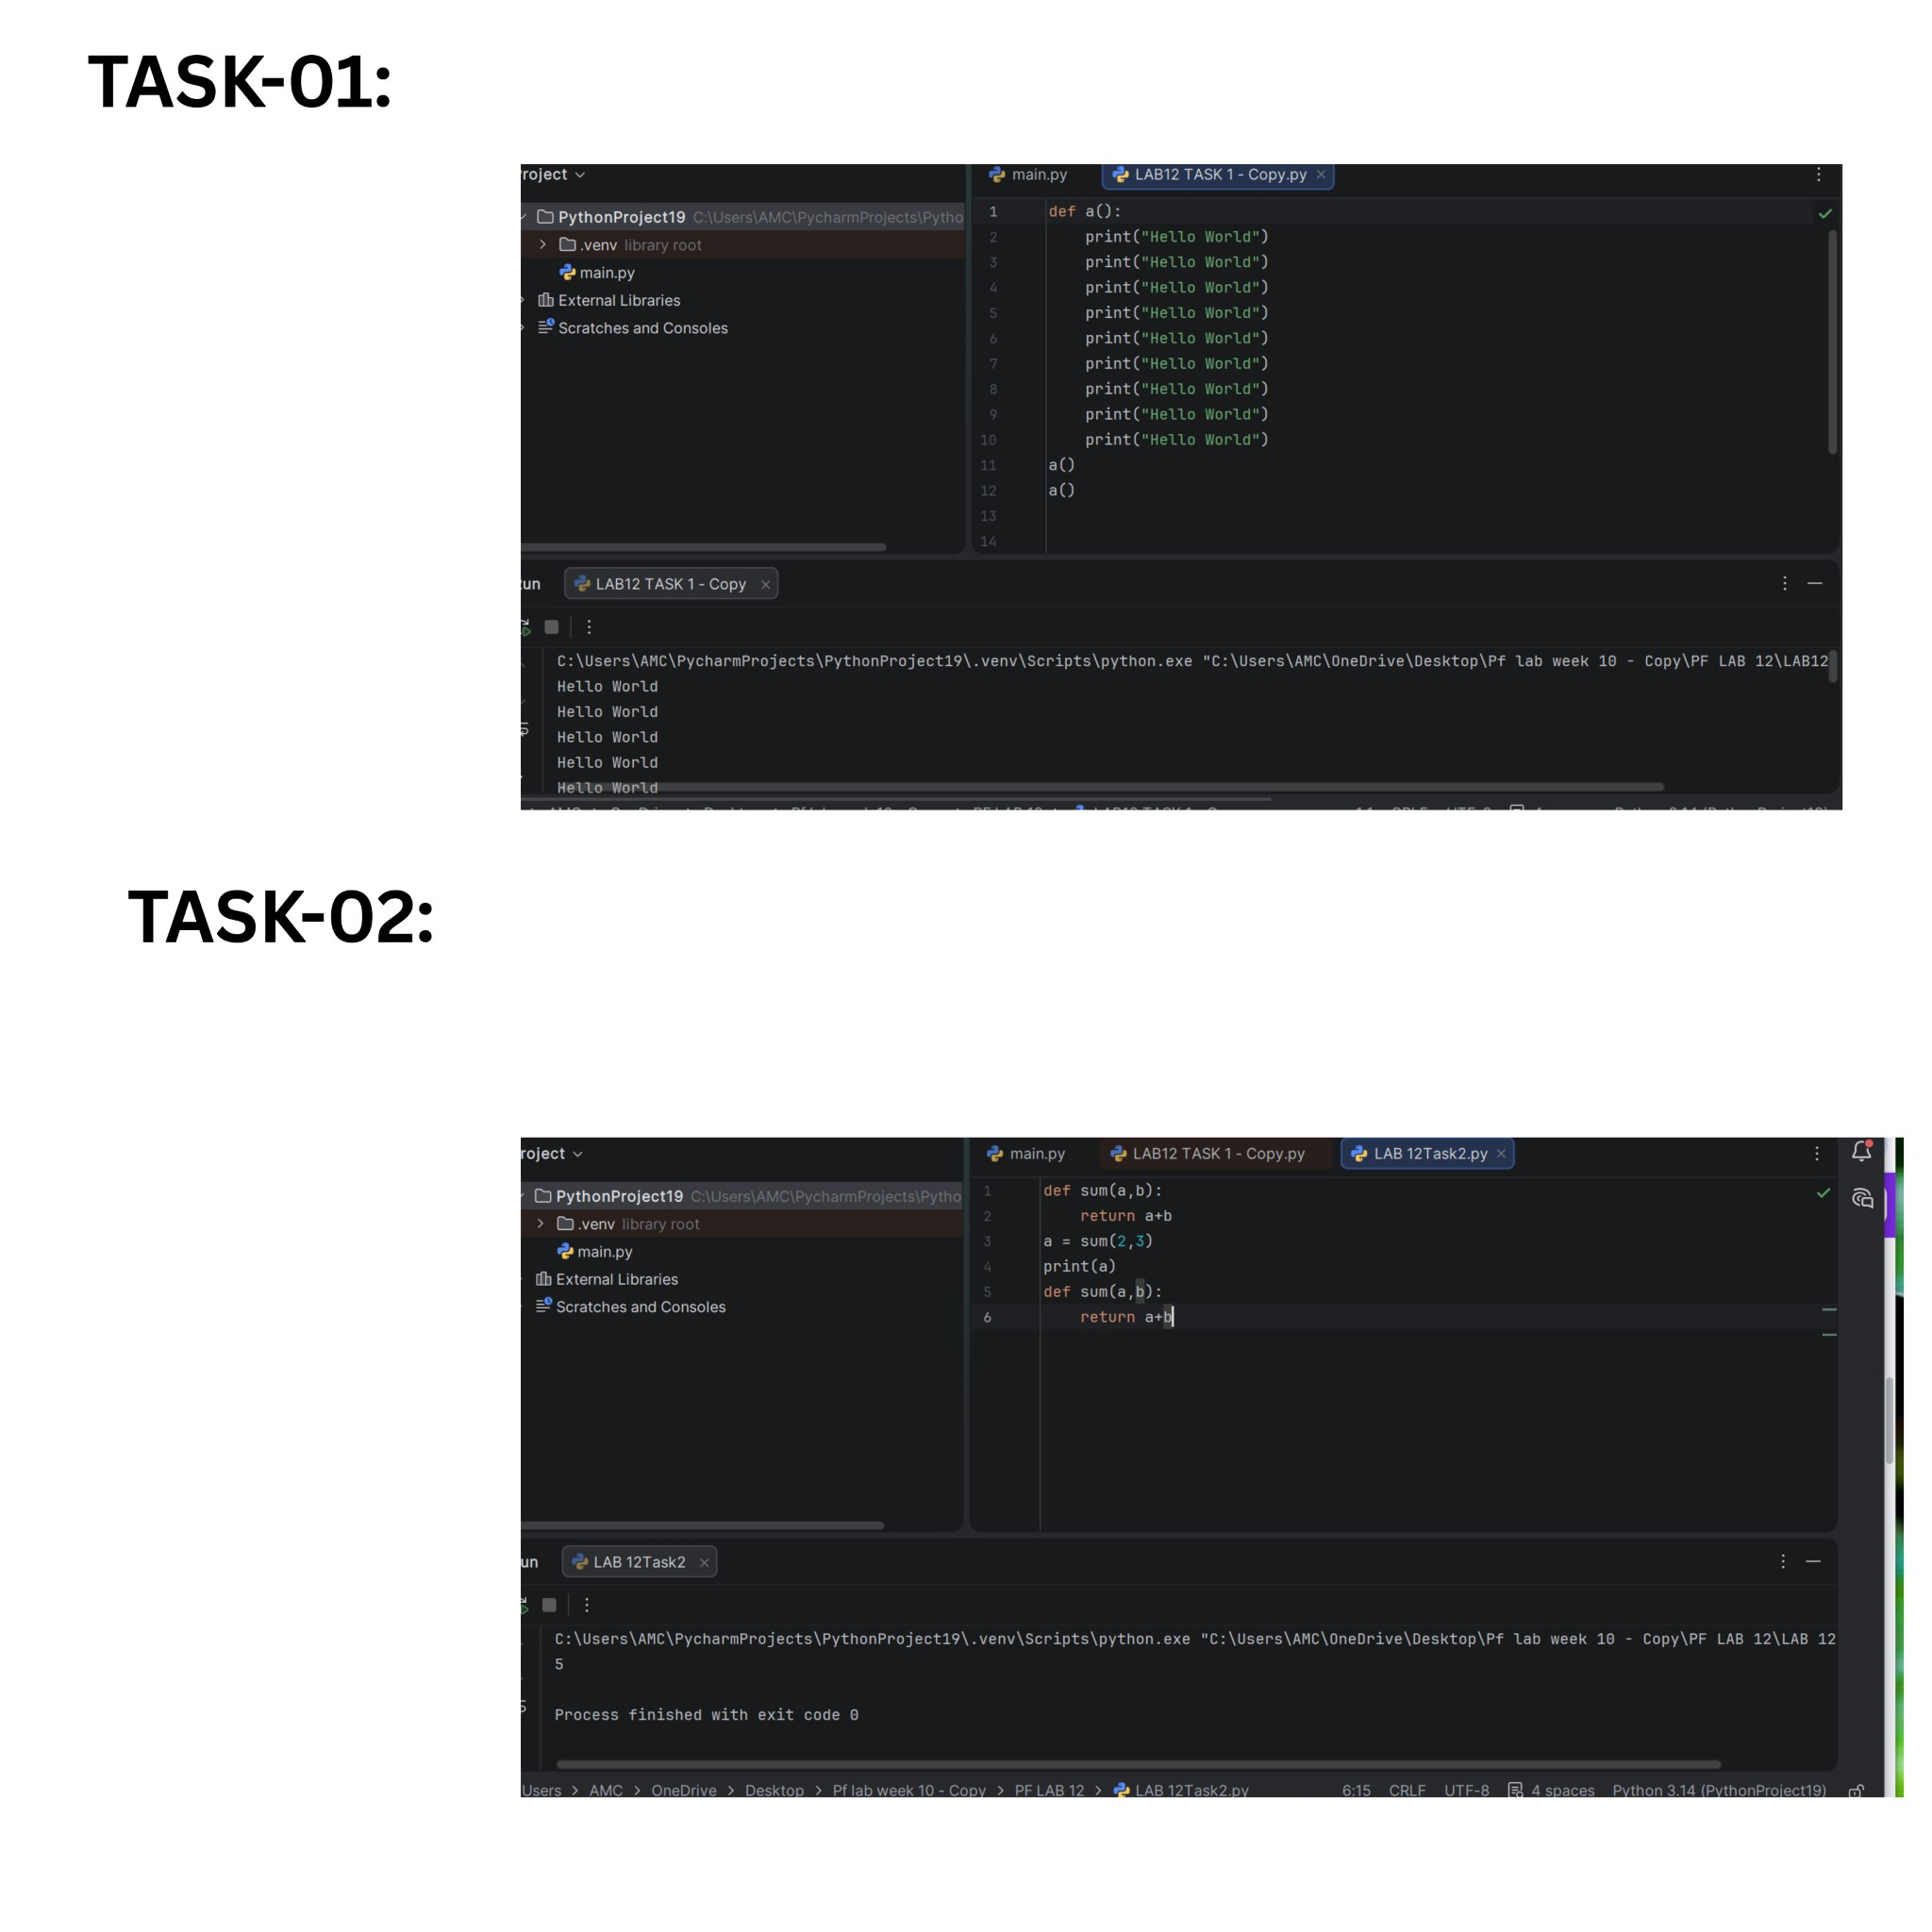 TASK-01:
roject
main.py
LAB12 TASK 1 - Copy.py
PythonProject19 C:\Users\AMC\PycharmProjects\Pytho
.venv library root
main.py
External Libraries
Scratches and Consoles
1 def a():
2 print("Hello World")
3 print("Hello World")
4 print("Hello World")
5 print("Hello World")
6 print("Hello World")
7 print("Hello World")
8 print("Hello World")
9 print("Hello World")
10 print("Hello World")
11 a()
12 a()
13
14
un LAB12 TASK 1 - Copy
C:\Users\AMC\PycharmProjects\PythonProject19\.venv\Scripts\python.exe "C:\Users\AMC\OneDrive\Desktop\Pf lab week 10 - Copy\PF LAB 12\LAB12
Hello World
Hello World
Hello World
Hello World
Hello World
TASK-02:
roject
main.py
LAB12 TASK 1 - Copy.py
LAB 12Task2.py
PythonProject19 C:\Users\AMC\PycharmProjects\Pytho
.venv library root
main.py
External Libraries
Scratches and Consoles
1 def sum(a,b):
2 return a+b
3 a = sum(2,3)
4 print(a)
5 def sum(a,b):
6 return a+b
un LAB 12Task2
C:\Users\AMC\PycharmProjects\PythonProject19\.venv\Scripts\python.exe "C:\Users\AMC\OneDrive\Desktop\Pf lab week 10 - Copy\PF LAB 12\LAB 12
5
Process finished with exit code 0
Users > AMC > OneDrive > Desktop > Pf lab week 10 - Copy > PF LAB 12 > LAB 12Task2.py 6:15 CRLF UTF-8 4 spaces Python 3.14 (PythonProject19)